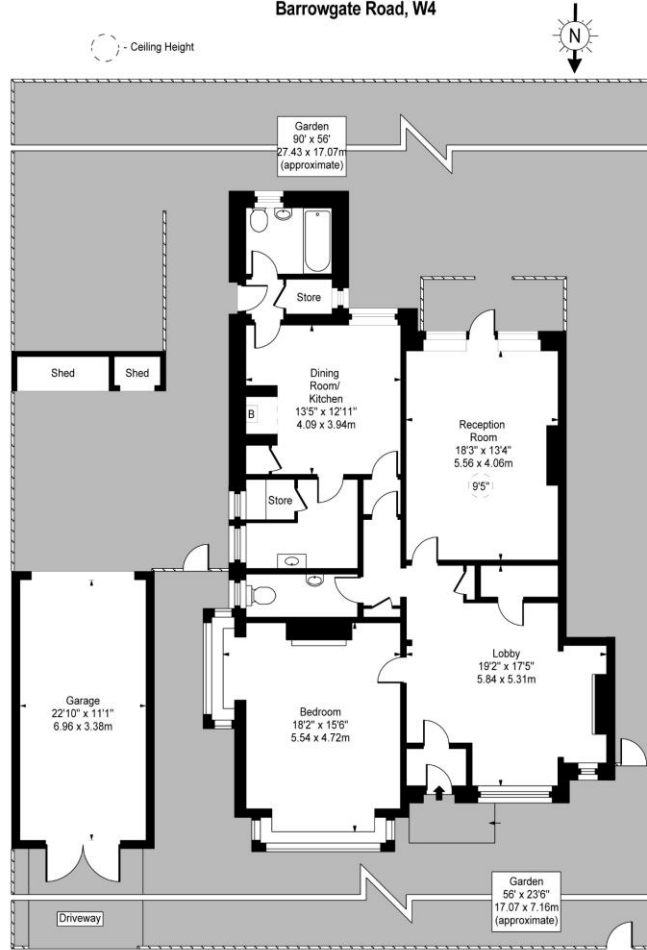 Barrowgate Road, W4
- Ceiling Height
N
Garden
90' x 56'
27.43 x 17.07m
(approximate)
Store
Shed
Shed
Dining
Room/
Kitchen
13'5" x 12'11"
4.09 x 3.94m
B
Reception
Room
18'3" x 13'4"
5.56 x 4.06m
9'5"
Store
Lobby
19'2" x 17'5"
5.84 x 5.31m
Garage
22'10" x 11'1"
6.96 x 3.38m
Bedroom
18'2" x 15'6"
5.54 x 4.72m
Garden
56' x 23'6"
17.07 x 7.16m
(approximate)
Driveway